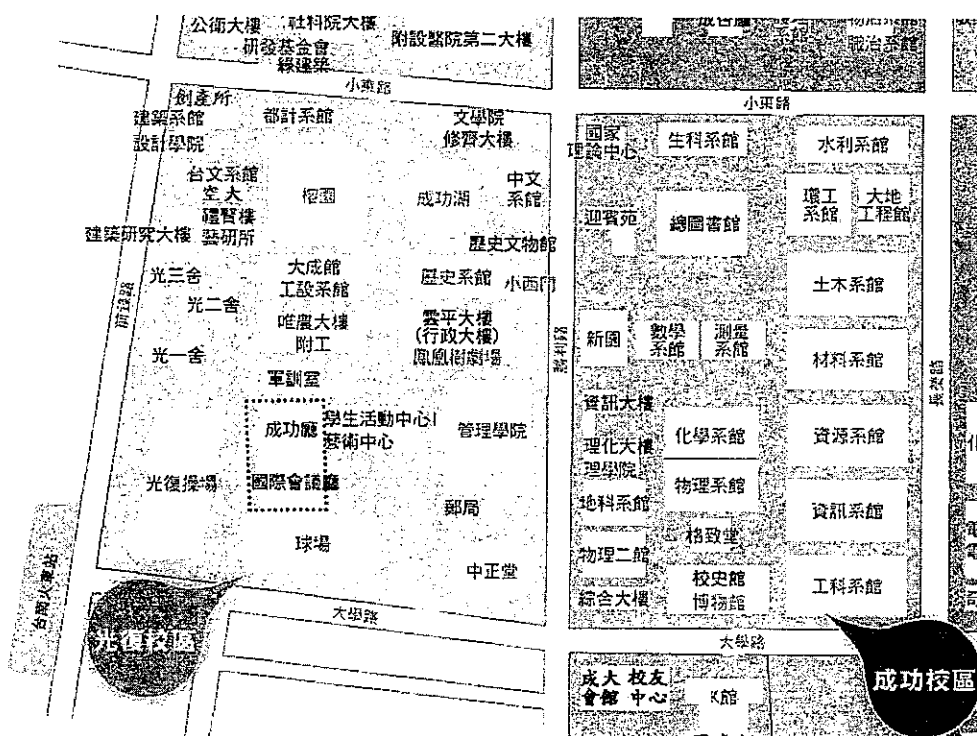 公衛大樓
社科院大樓
研發基金會
綠建築
附設醫院第二大樓
小東路
小東路
創產所
建築系館
設計學院
都計系館
文學院
修齊大樓
台文系館
空大
禮賢樓
藝研所
建築研究大樓
榕園
成功湖
中文
系館
歷史文物館
光三舍
大成館
工設系館
歷史系館
小西門
光二舍
唯農大樓
附工
雲平大樓
(行政大樓)
鳳凰樹劇場
光一舍
軍訓室
成功廳
學生活動中心I
藝術中心
管理學院
光復操場
國際會議廳
郵局
球場
中正堂
勝利路
台南火車站
大學路
光復校區
國家
理論中心
生科系館
水利系館
迎賓苑
總圖書館
環工
系館
大地
工程館
土木系館
新園
數學
系館
測量
系館
材料系館
長榮路
資訊大樓
理化大樓
理學院
化學系館
資源系館
地科系館
物理系館
資訊系館
物理二館
格致堂
綜合大樓
校史館
博物館
工科系館
大學路
成功校區
成大
會館
校友
中心